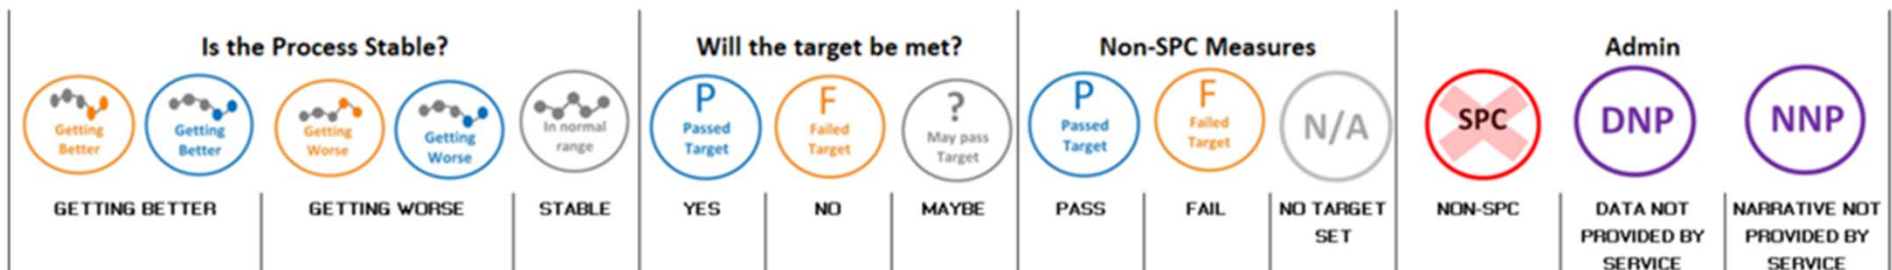 Is the Process Stable?
Will the target be met?
Non-SPC Measures
Admin
Getting
Better
Getting
Better
Getting
Worse
Getting
Worse
In normal
range
P
Passed
Target
F
Failed
Target
?
May pass
Target
P
Passed
Target
F
Failed
Target
N/A
SPC
DNP
NNP
GETTING BETTER
GETTING WORSE
STABLE
YES
NO
MAYBE
PASS
FAIL
NO TARGET
SET
NON-SPC
DATA NOT
PROVIDED BY
SERVICE
NARRATIVE NOT
PROVIDED BY
SERVICE